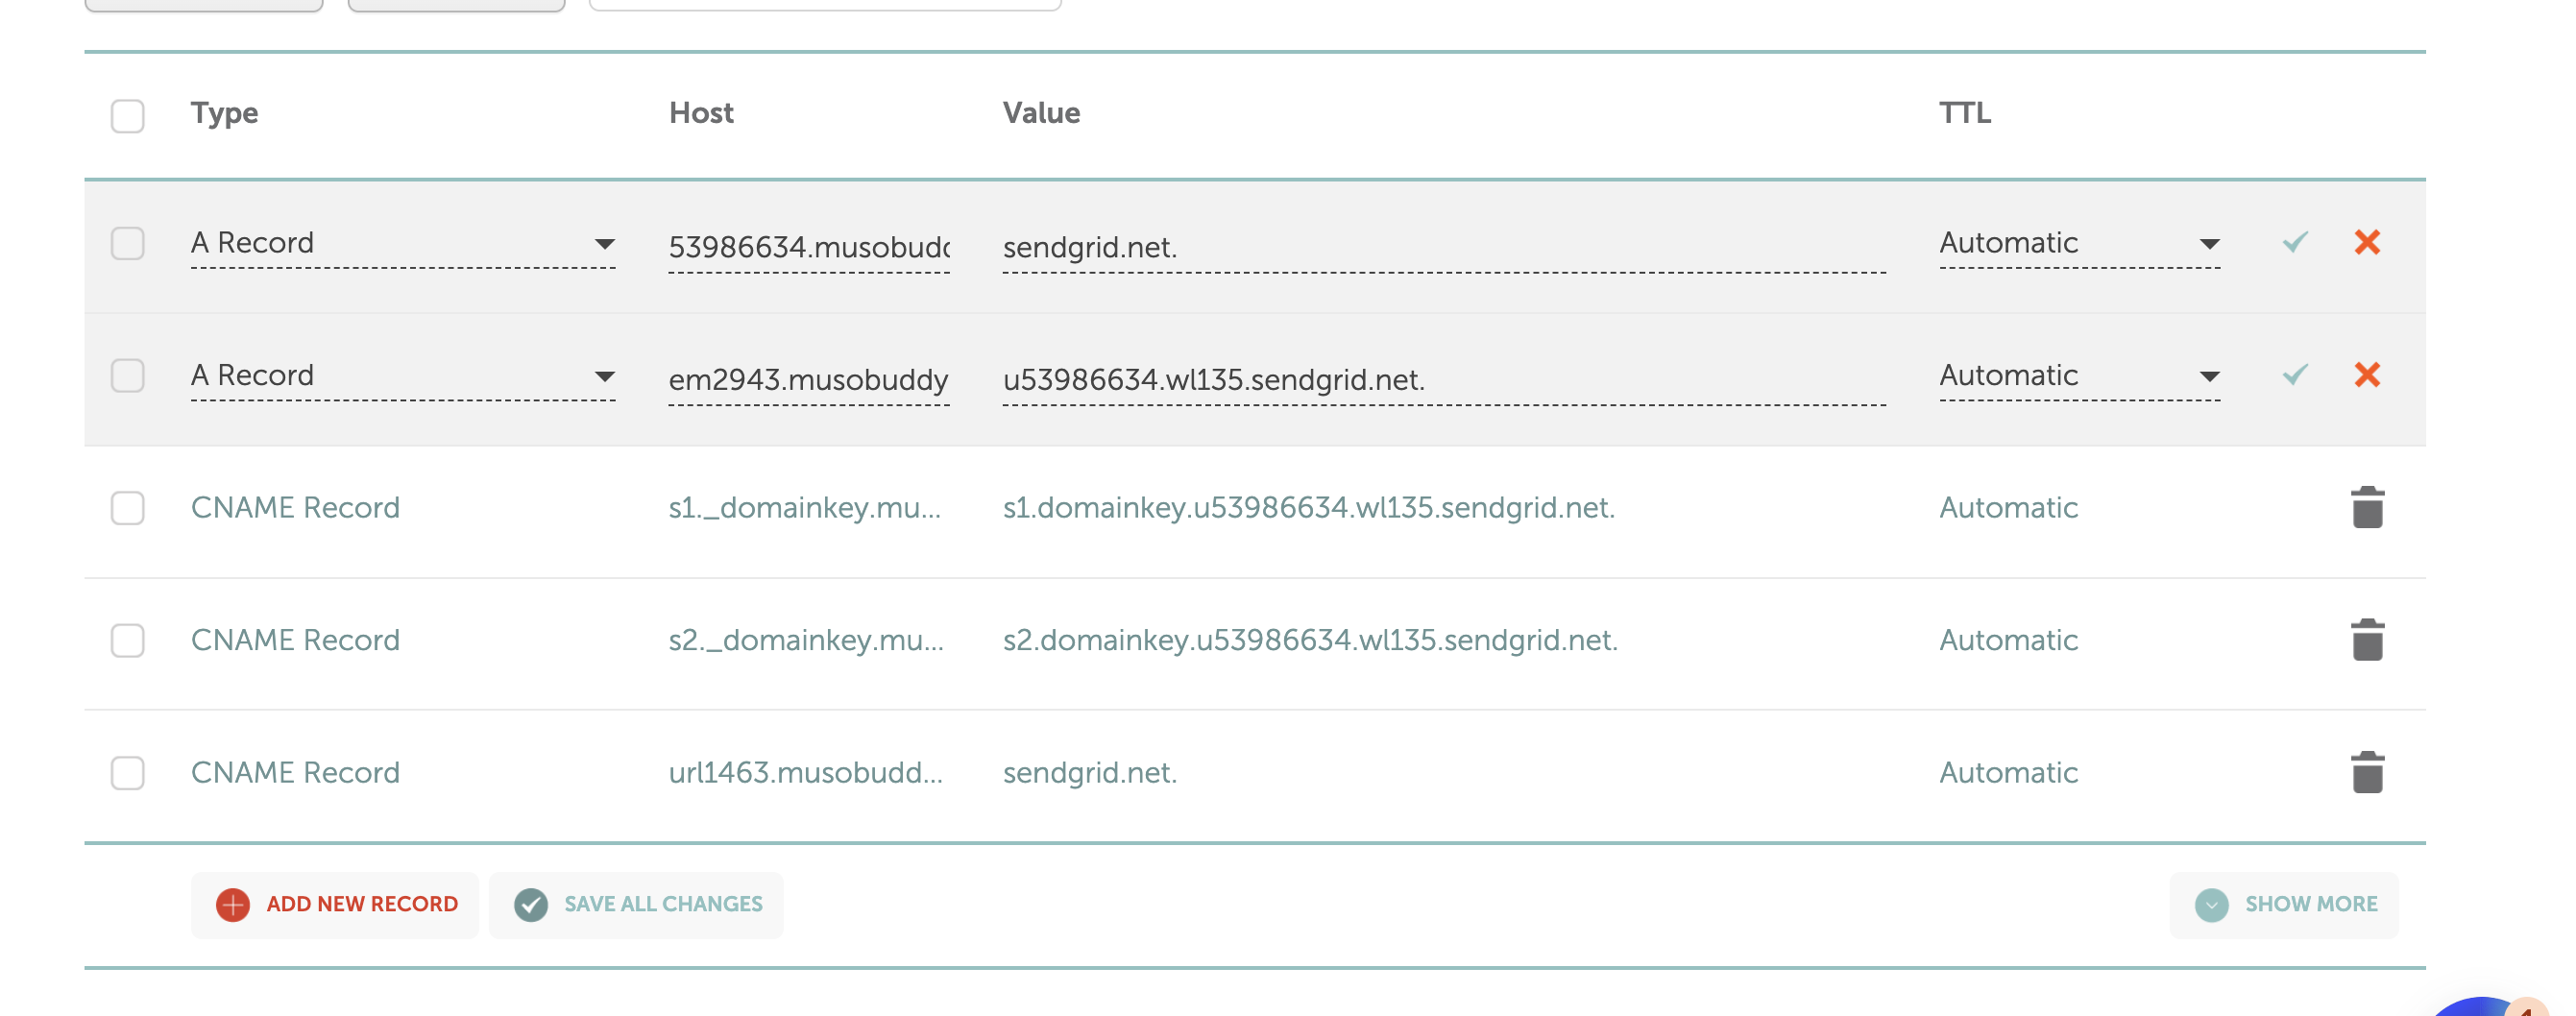 Type Host Value TTL
A Record 53986634.musobudd sendgrid.net. Automatic
A Record em2943.musobuddy u53986634.wl135.sendgrid.net. Automatic
CNAME Record s1._domainkey.mu... s1.domainkey.u53986634.wl135.sendgrid.net. Automatic
CNAME Record s2._domainkey.mu... s2.domainkey.u53986634.wl135.sendgrid.net. Automatic
CNAME Record url1463.musobudd... sendgrid.net. Automatic
ADD NEW RECORD SAVE ALL CHANGES SHOW MORE